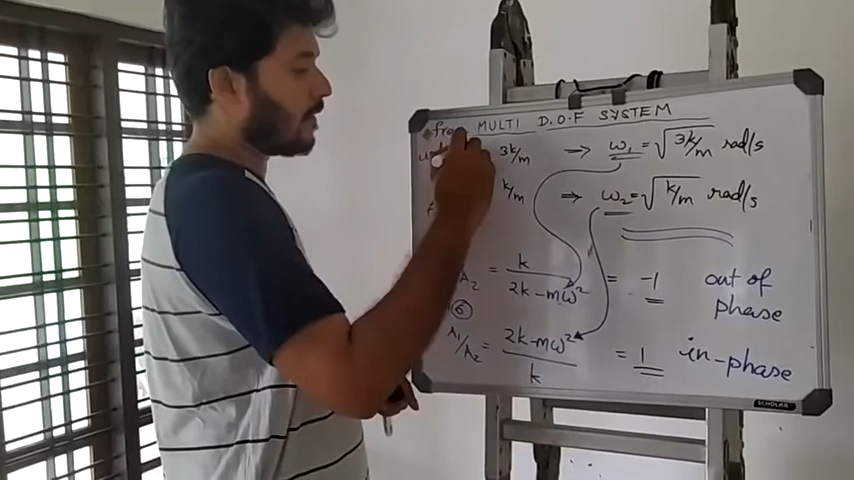 MULTI D.O.F SYSTEM
3k/m ⇒ ω₁ = √3k/m rad/s
k/m ⇒ ω₂ = √k/m rad/s
A₂ = k / 2k-mω² = -1 out of phase
⑥
A₁/A₂ = 2k-mω² / k = 1 in-phase
SCHOLAR